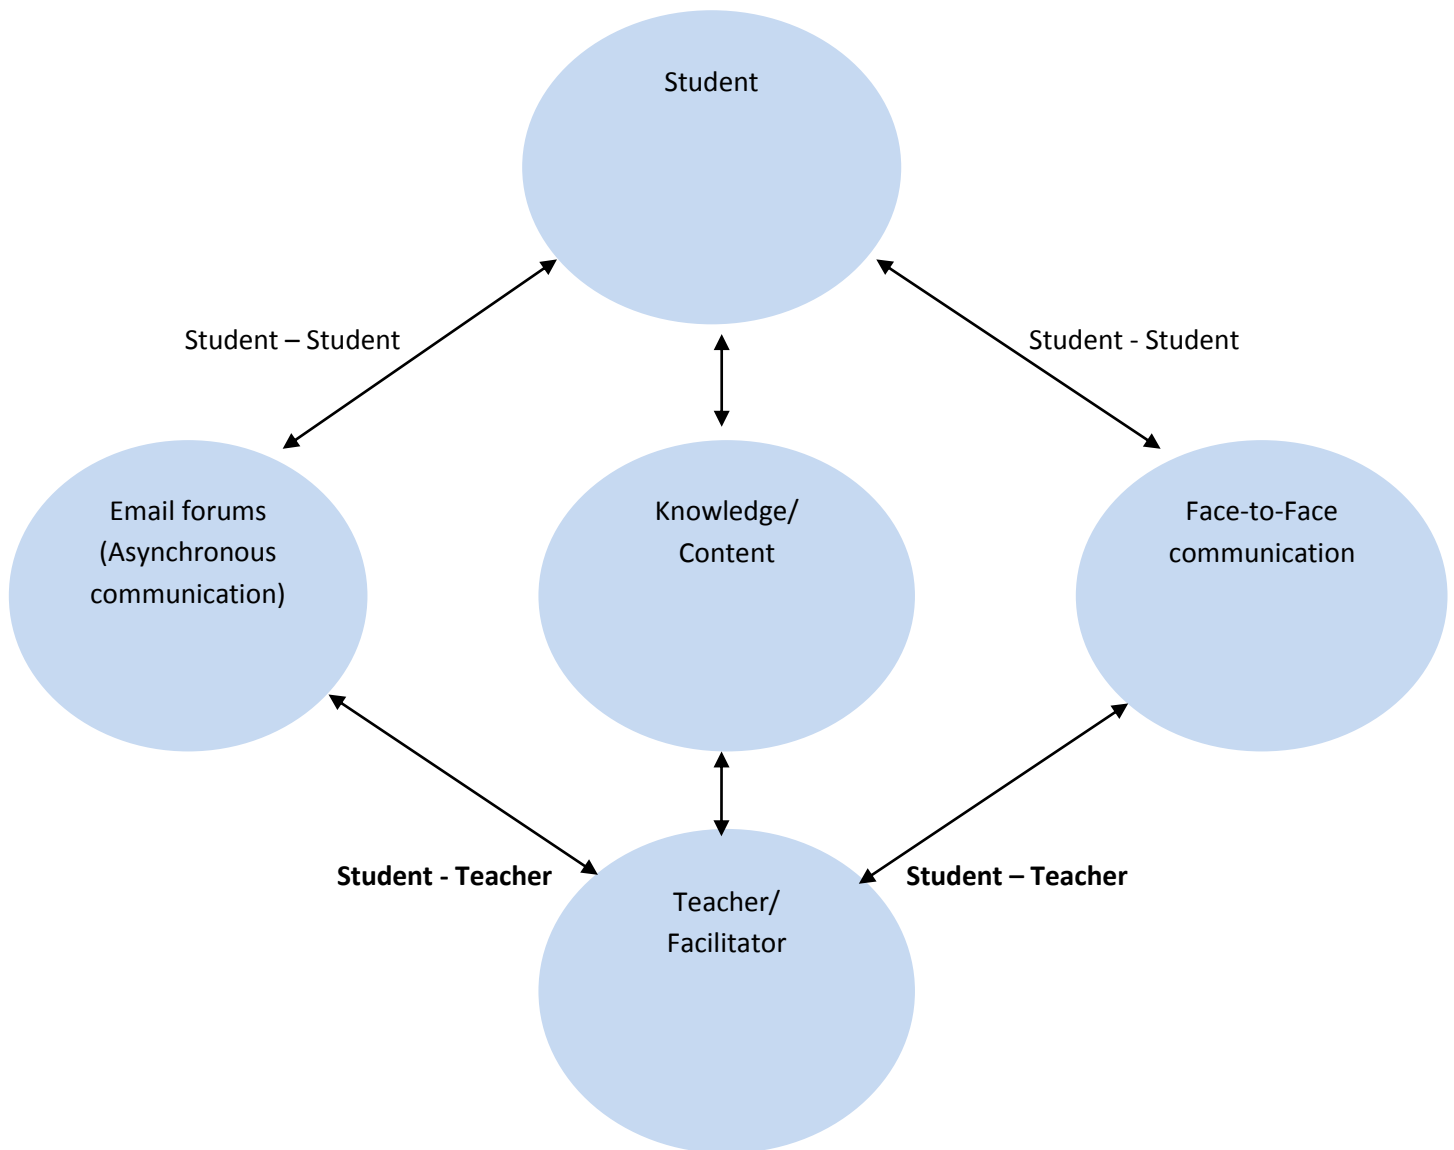 Student
Student – Student
Student - Student
Email forums
(Asynchronous
communication)
Knowledge/
Content
Face-to-Face
communication
Student - Teacher
Student – Teacher
Teacher/
Facilitator